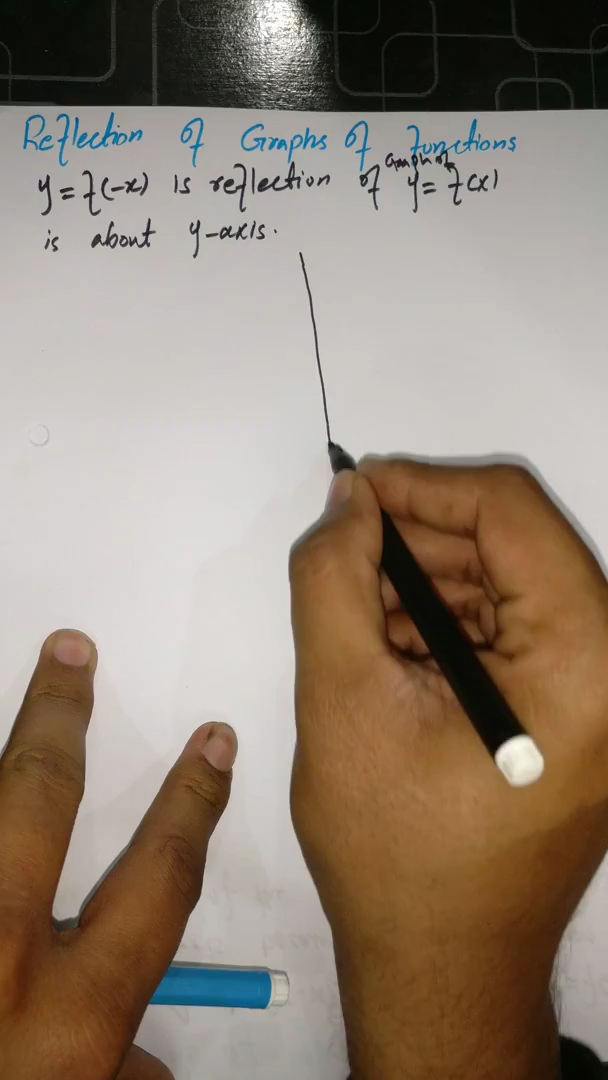 Reflection of Graphs of Functions
y = f(-x) is reflection of Graph of y = f(x)
is about y-axis.